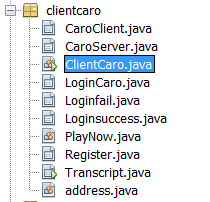 clientcaro
CaroClient.java
CaroServer.java
ClientCaro.java
LoginCaro.java
Loginfail.java
Loginsuccess.java
PlayNow.java
Register.java
Transcript.java
address.java